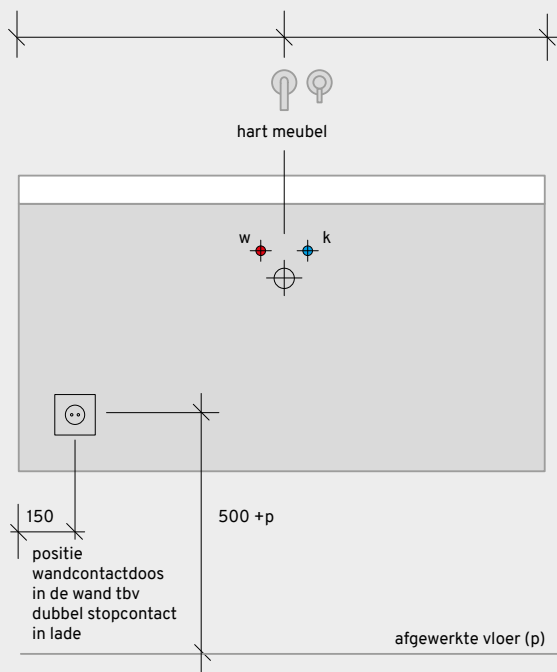 hart meubel
w
k
150
500 +p
positie
wandcontactdoos
in de wand tbv
dubbel stopcontact
in lade
afgewerkte vloer (p)